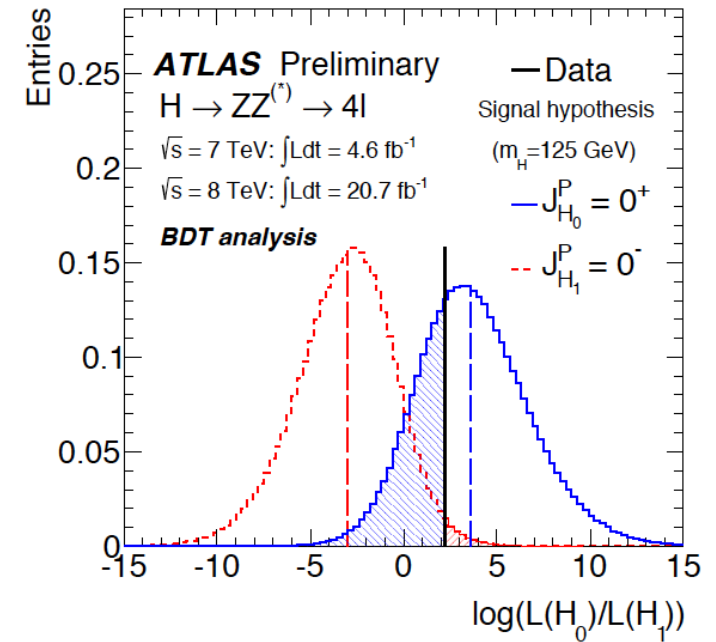 Entries
0.25
0.2
0.15
0.1
0.05
0
ATLAS Preliminary
H → ZZ(*) → 4l
√s = 7 TeV: ∫Ldt = 4.6 fb-1
√s = 8 TeV: ∫Ldt = 20.7 fb-1
BDT analysis
Data
Signal hypothesis
(mH=125 GeV)
JPH0 = 0+
JPH1 = 0-
-15 -10 -5 0 5 10 15
log(L(H0)/L(H1))